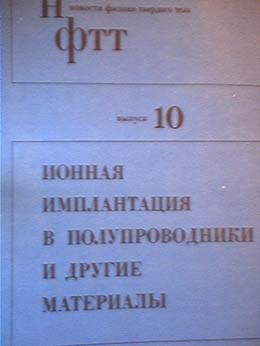 Н новости физики твердого тела
ФТТ
выпуск 10
ИОННАЯ
ИМПЛАНТАЦИЯ
В ПОЛУПРОВОДНИКИ
И ДРУГИЕ
МАТЕРИАЛЫ